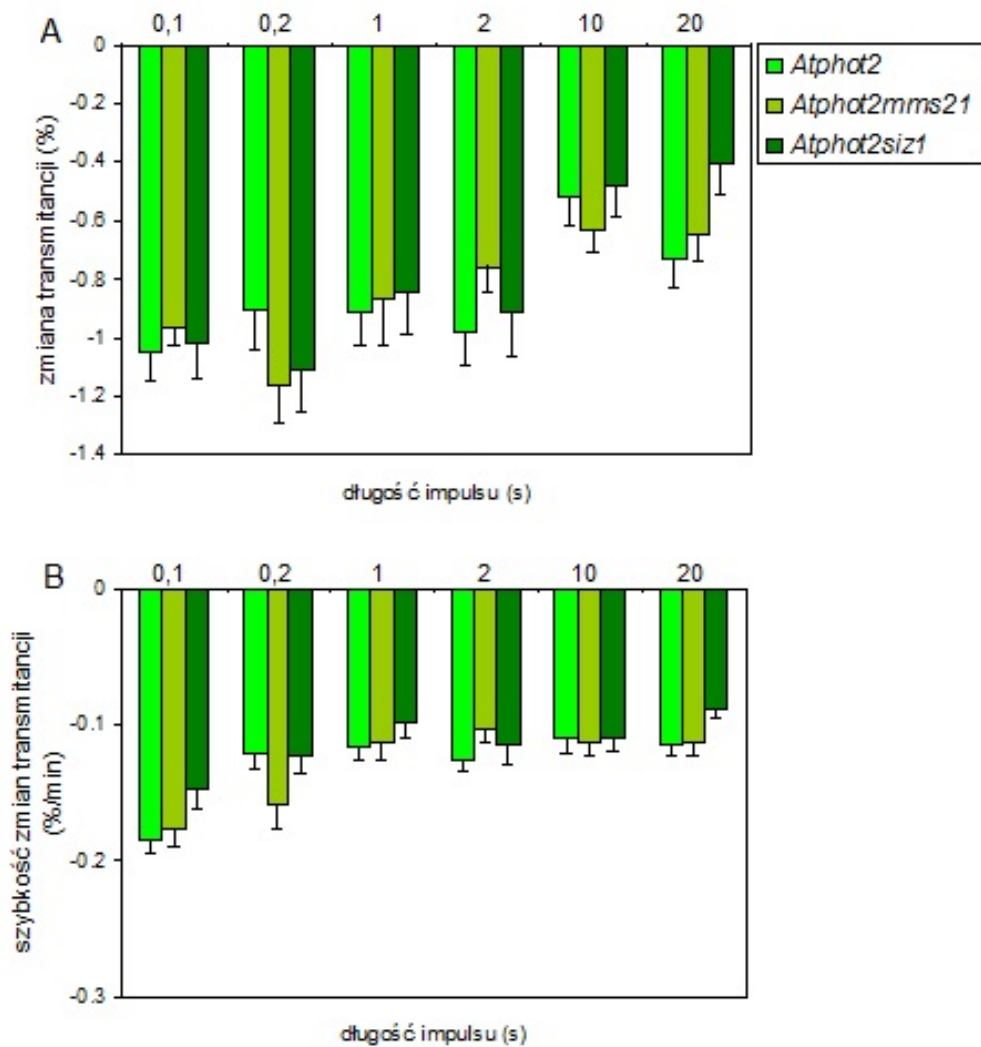 A
0,1 0,2 1 2 10 20
0
-0.2
-0.4
-0.6
-0.8
-1
-1.2
-1.4
zmiana transmitancji (%)
długość impulsu (s)
Atphot2
Atphot2mms21
Atphot2siz1
B
0,1 0,2 1 2 10 20
0
-0.1
-0.2
-0.3
szybkość zmian transmitancji
(%/min)
długość impulsu (s)